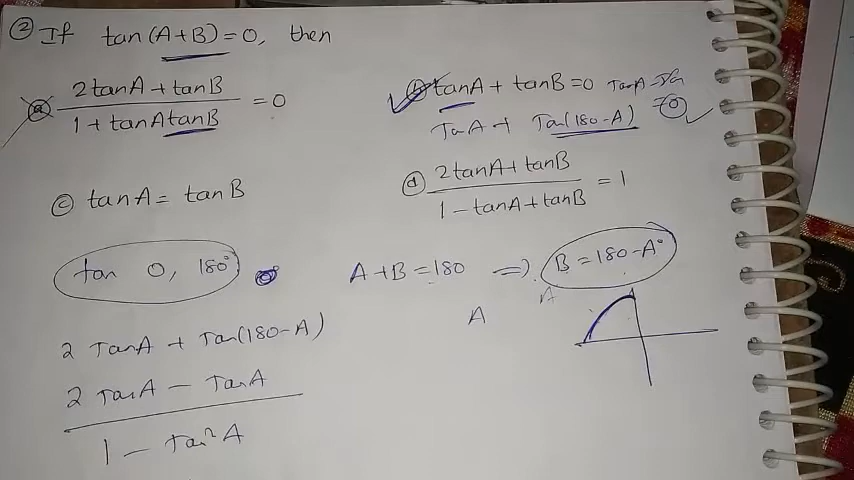 ② If tan(A+B)=0, then
ⓐ (2tanA + tanB)/(1 + tanAtanB) = 0
ⓑ tanA + tanB=0 TanA -
TanA + Tan(180-A) =0
ⓒ tanA = tanB
ⓓ (2tanA + tanB)/(1 - tanA + tanB) = 1
tan 0, 180°
A+B=180 => B=180-A°
A
A
2 TanA + Tan(180-A)
2 TanA - TanA
1 - Tan²A